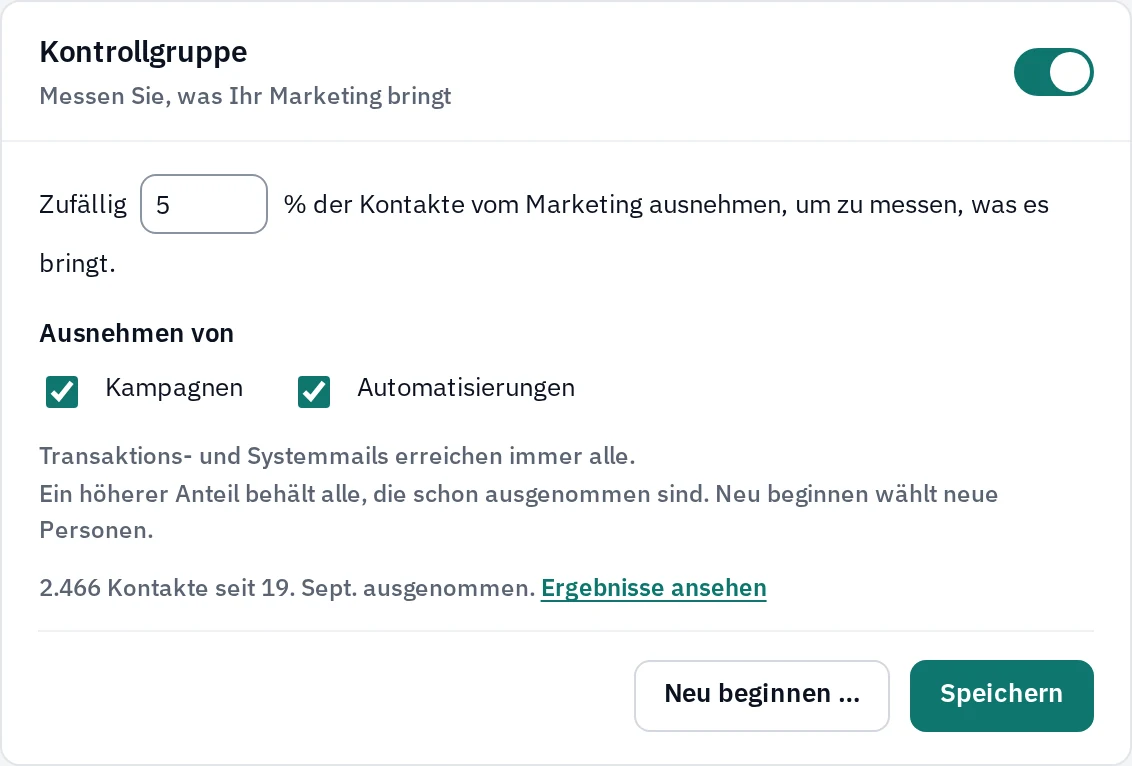 Kontrollgruppe
Messen Sie, was Ihr Marketing bringt
Zufällig 5 % der Kontakte vom Marketing ausnehmen, um zu messen, was es
bringt.
Ausnehmen von
Kampagnen Automatisierungen
Transaktions- und Systemmails erreichen immer alle.
Ein höherer Anteil behält alle, die schon ausgenommen sind. Neu beginnen wählt neue
Personen.
2.466 Kontakte seit 19. Sept. ausgenommen. Ergebnisse ansehen
Neu beginnen ... Speichern